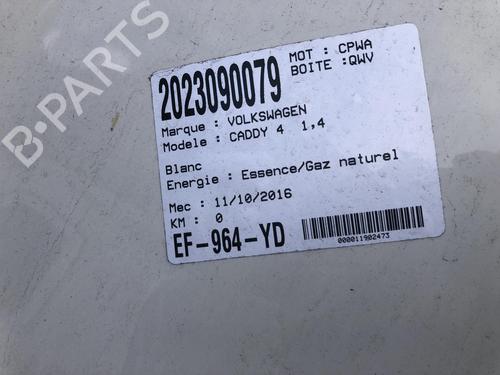 B-PARTS
2023090079
MOT : CPWA
BOITE :QWV
Marque : VOLKSWAGEN
Modele : CADDY 4 1,4
Blanc
Energie : Essence/Gaz naturel
Mec : 11/10/2016
KM : 0
EF-964-YD
000011902473